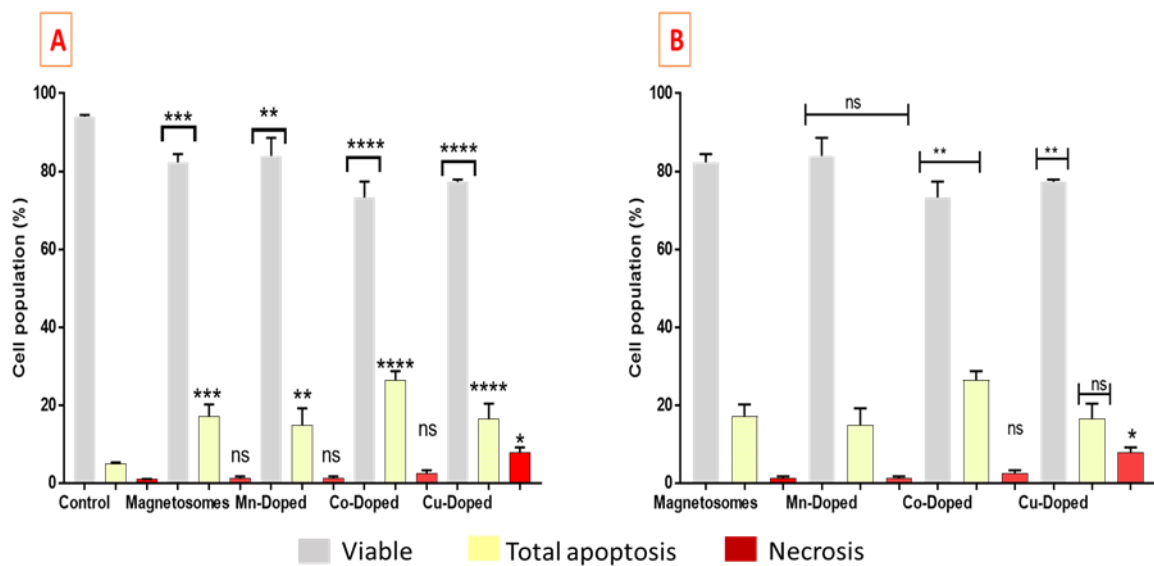 A
B
100
80
60
40
20
0
Cell population (%)
***
**
****
****
***
ns
**
ns
****
ns
****
*
Control
Magnetosomes
Mn-Doped
Co-Doped
Cu-Doped
100
80
60
40
20
0
Cell population (%)
ns
**
**
ns
ns
*
Magnetosomes
Mn-Doped
Co-Doped
Cu-Doped
Viable
Total apoptosis
Necrosis